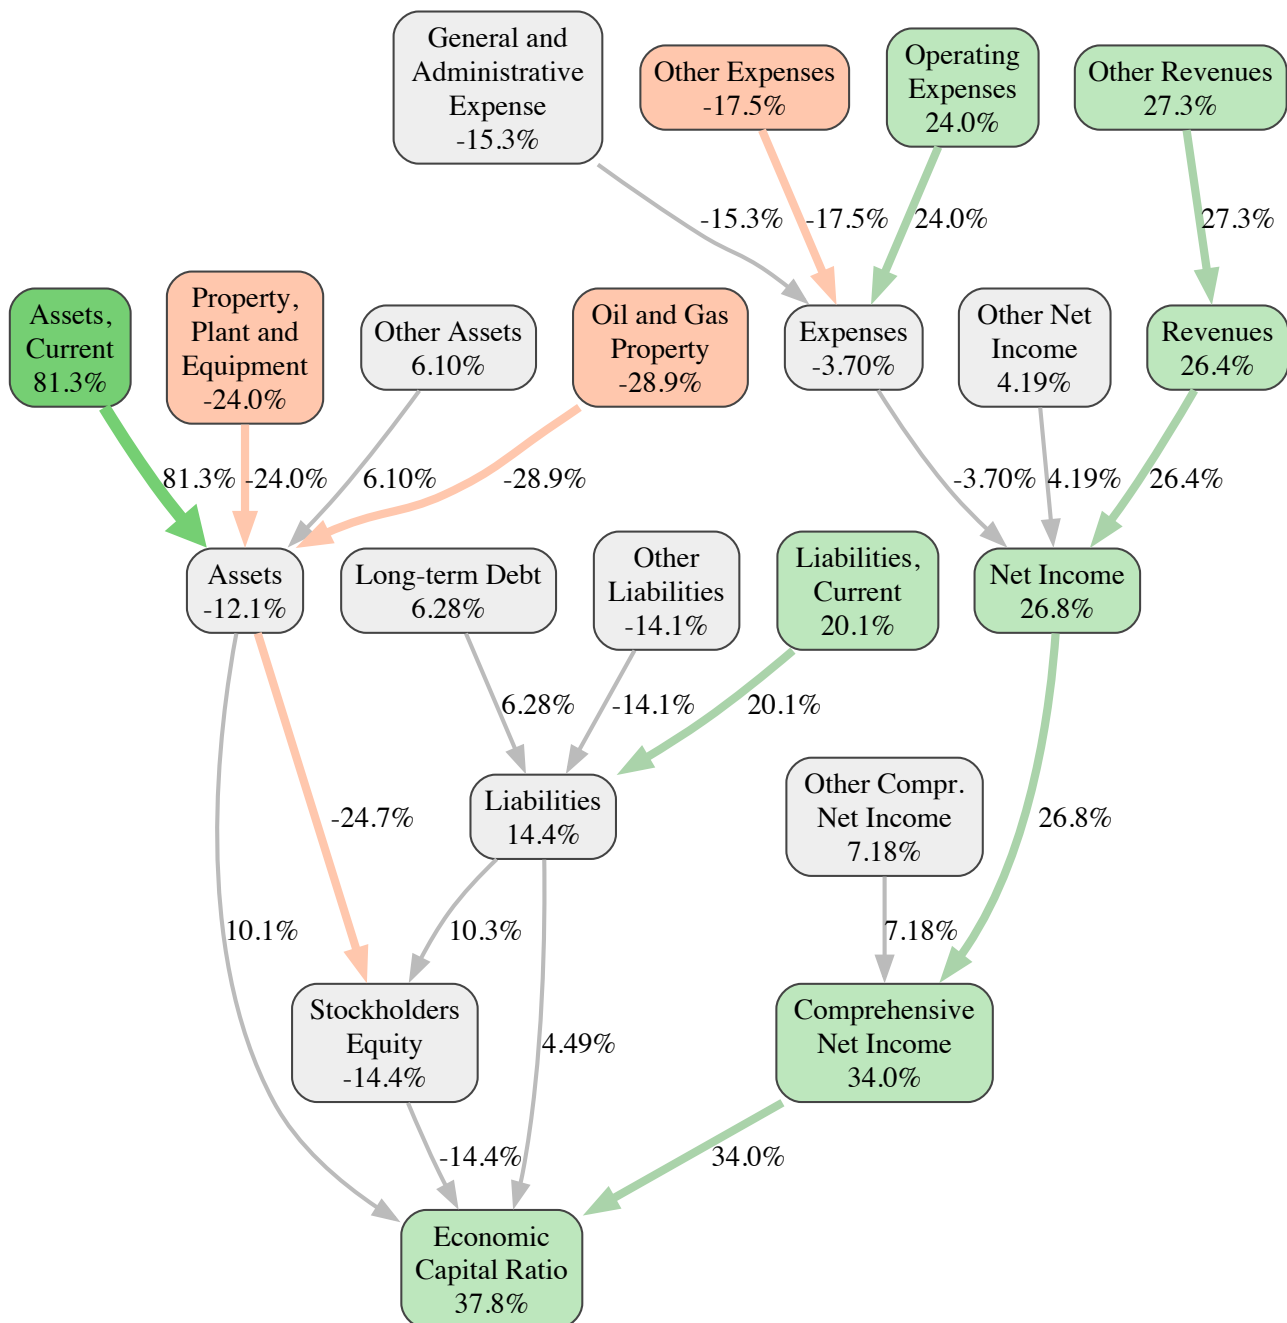 General and
Administrative
Expense
-15.3%
Other Expenses
-17.5%
Operating
Expenses
24.0%
Other Revenues
27.3%
-15.3%
-17.5%
24.0%
27.3%
Assets,
Current
81.3%
Property,
Plant and
Equipment
-24.0%
Other Assets
6.10%
Oil and Gas
Property
-28.9%
Expenses
-3.70%
Other Net
Income
4.19%
Revenues
26.4%
81.3%
-24.0%
6.10%
-28.9%
-3.70%
4.19%
26.4%
Assets
-12.1%
Long-term Debt
6.28%
Other
Liabilities
-14.1%
Liabilities,
Current
20.1%
Net Income
26.8%
6.28%
-14.1%
20.1%
-24.7%
Liabilities
14.4%
Other Compr.
Net Income
7.18%
26.8%
10.1%
10.3%
7.18%
Stockholders
Equity
-14.4%
4.49%
Comprehensive
Net Income
34.0%
-14.4%
34.0%
Economic
Capital Ratio
37.8%